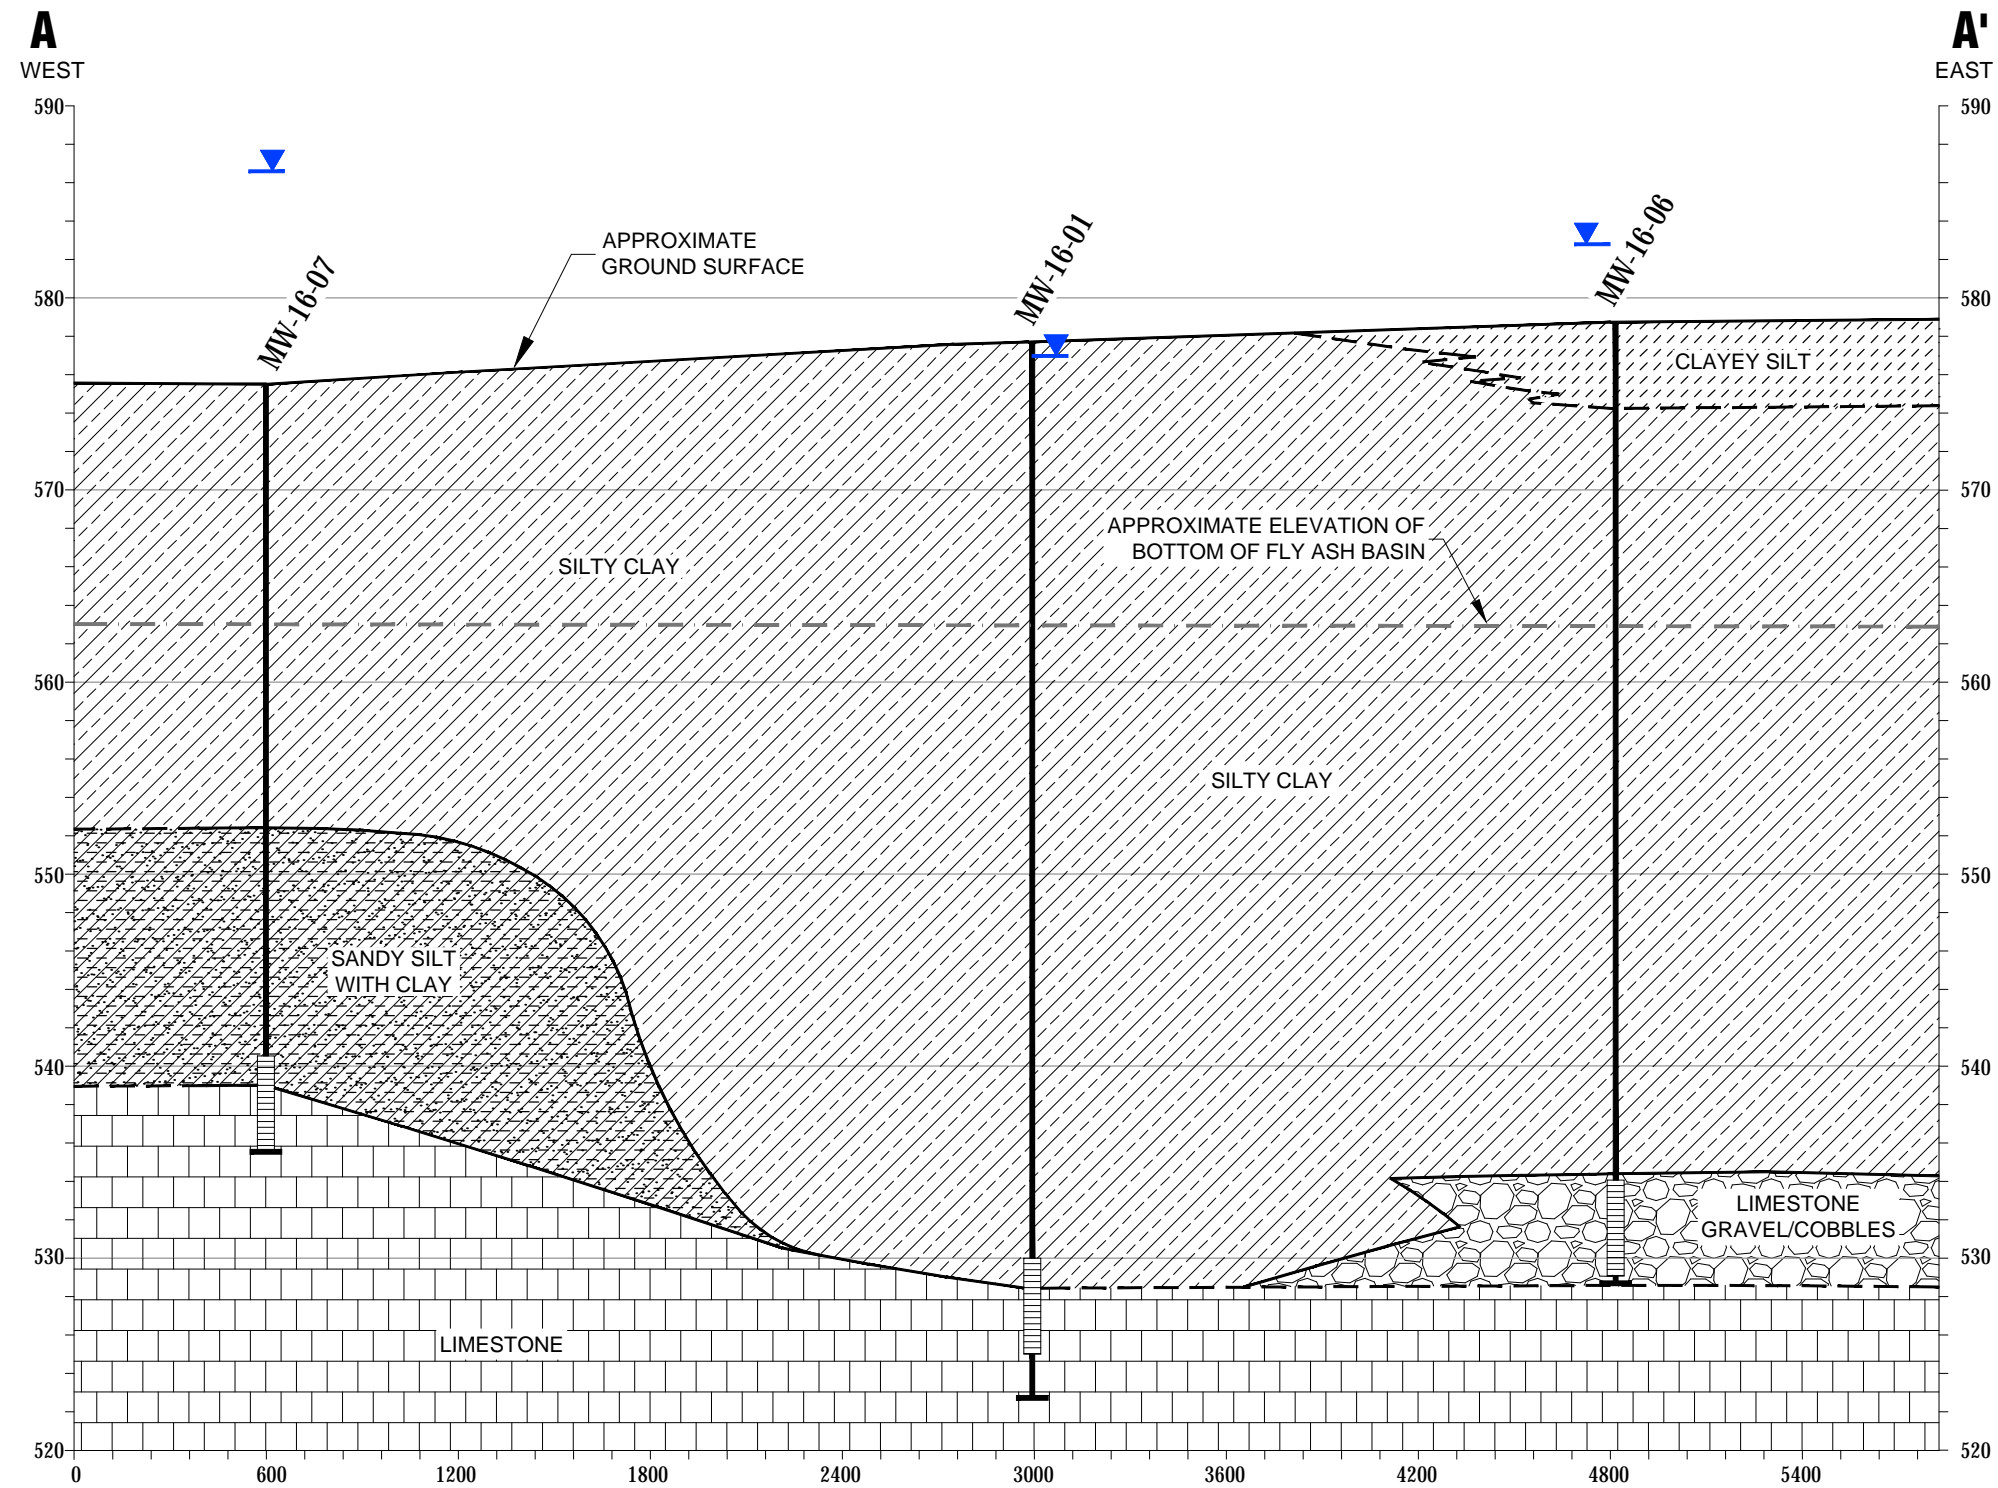 A
WEST
A'
EAST
590
590
MW-16-07
MW-16-01
MW-16-06
APPROXIMATE
GROUND SURFACE
580
580
CLAYEY SILT
570
570
APPROXIMATE ELEVATION OF
BOTTOM OF FLY ASH BASIN
SILTY CLAY
560
560
SILTY CLAY
550
550
SANDY SILT
WITH CLAY
540
540
LIMESTONE
GRAVEL/COBBLES
530
530
LIMESTONE
520
520
0
600
1200
1800
2400
3000
3600
4200
4800
5400